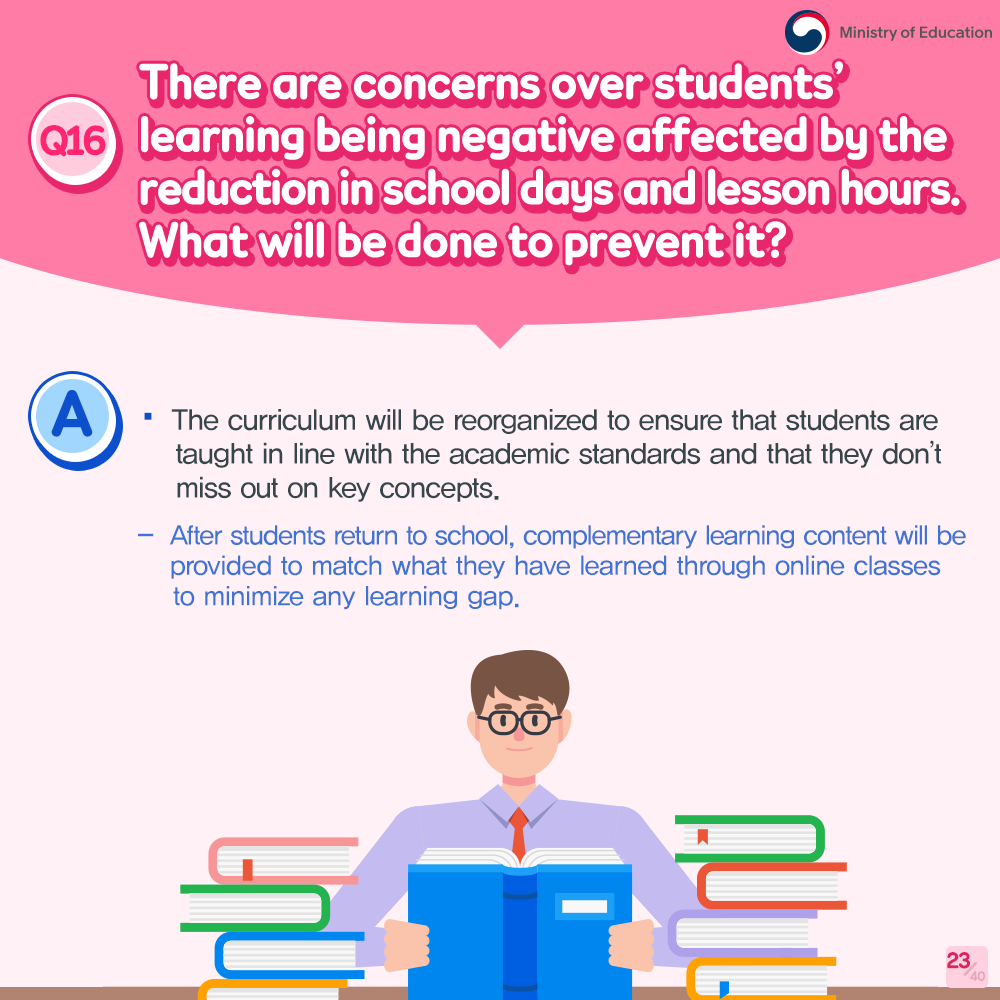 Ministry of Education
Q16
There are concerns over students’
learning being negative affected by the
reduction in school days and lesson hours.
What will be done to prevent it?
A
▪ The curriculum will be reorganized to ensure that students are
taught in line with the academic standards and that they don’t
miss out on key concepts.
– After students return to school, complementary learning content will be
provided to match what they have learned through online classes
to minimize any learning gap.
23/40